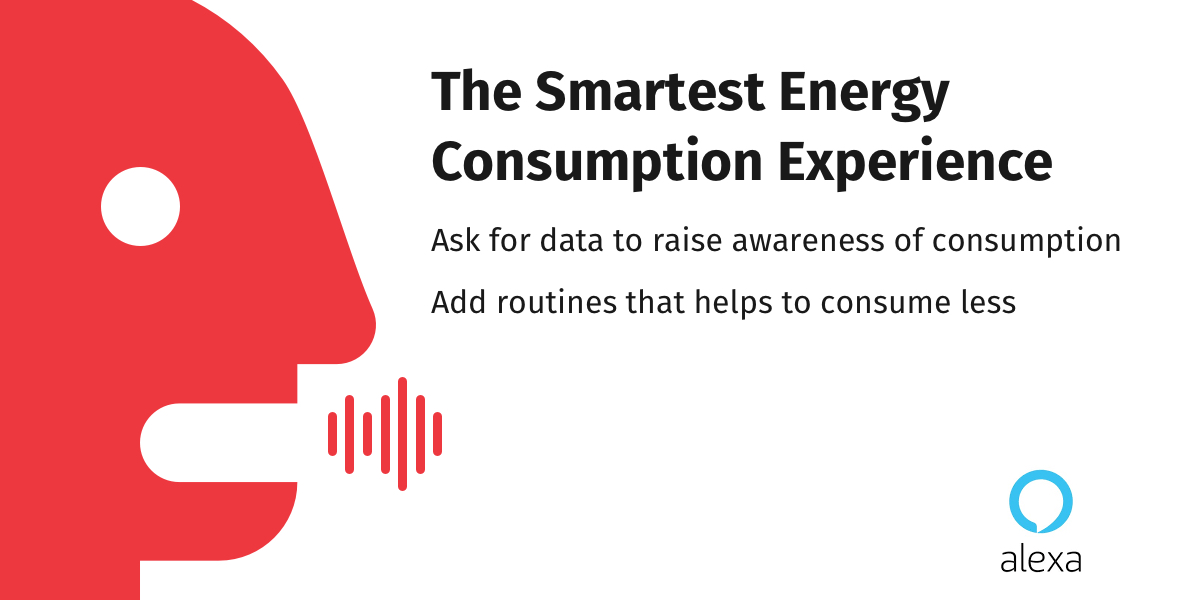 The Smartest Energy
Consumption Experience
Ask for data to raise awareness of consumption
Add routines that helps to consume less
alexa